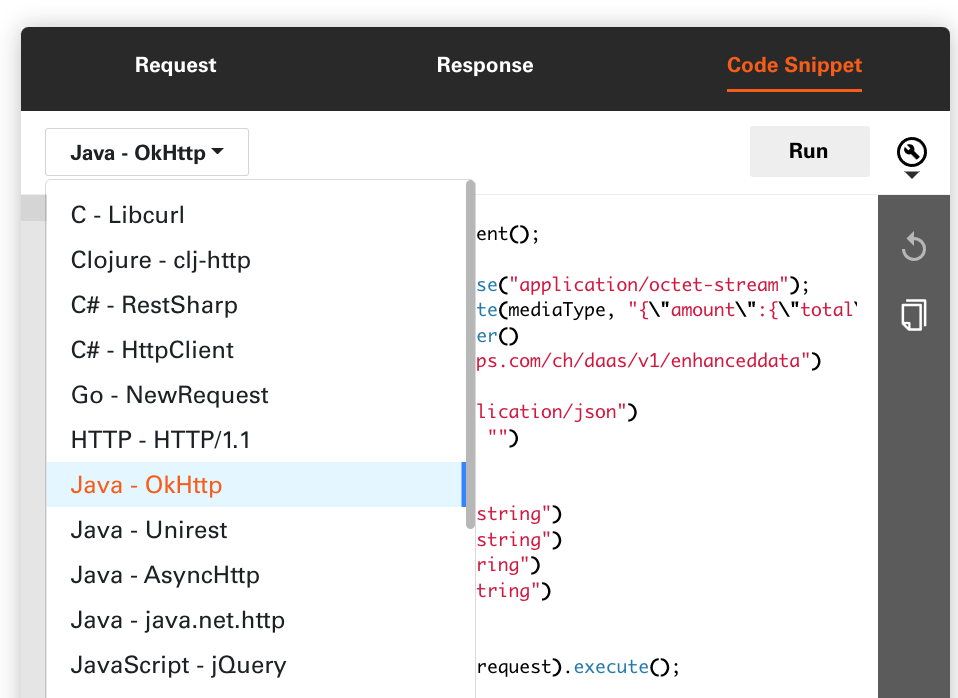 Request
Response
Code Snippet
Java - OkHttp
Run
C - Libcurl
Clojure - clj-http
C# - RestSharp
C# - HttpClient
Go - NewRequest
HTTP - HTTP/1.1
Java - OkHttp
Java - Unirest
Java - AsyncHttp
Java - java.net.http
JavaScript - jQuery
ent();
se("application/octet-stream");
te(mediaType, "{\"amount\":{\"total\
er()
ps.com/ch/daas/v1/enhanceddata")
lication/json")
"")
string")
string")
ring")
tring")
request).execute();